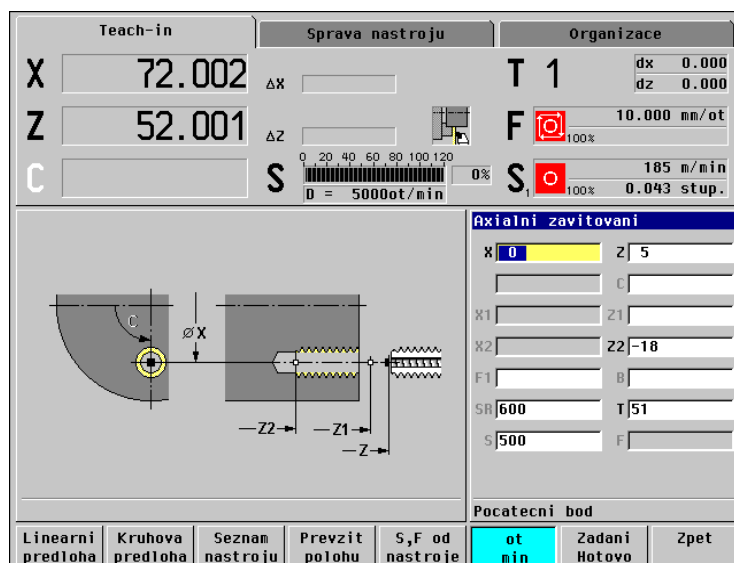 Teach-in
Sprava nastroju
Organizace
X 72.002 ΔX
T 1 dx 0.000
dz 0.000
Z 52.001 ΔZ
F 100% 10.000 mm/ot
C
S 0 20 40 60 80 100 120 0%
D = 5000ot/min
S1 100% 185 m/min
0.043 stup.
C
⌀X
Z2
Z1
Z
Axialni zavitovani
X 0 Z 5
C
X1 Z1
X2 Z2 -18
F1 B
SR 600 T 51
S 500 F
Pocatecni bod
Linearni predloha
Kruhova predloha
Seznam nastroju
Prevzit polohu
S,F od nastroje
ot min
Zadani Hotovo
Zpet